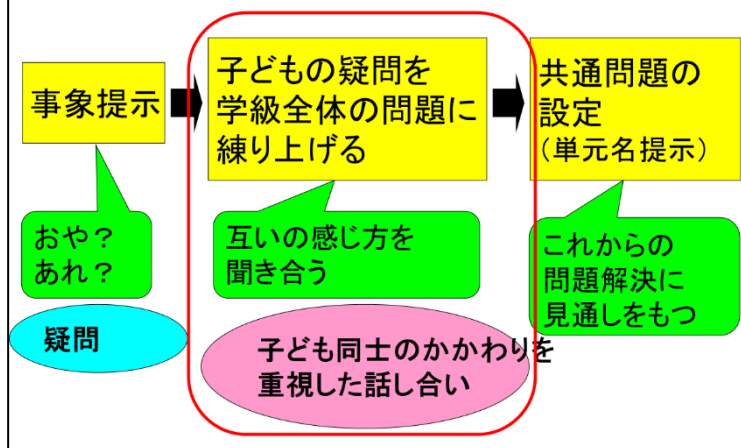 事象提示
子どもの疑問を
学級全体の問題に
練り上げる
共通問題の
設定
（単元名提示）
おや？
あれ？
互いの感じ方を
聞き合う
これからの
問題解決に
見通しをもつ
疑問
子ども同士のかかわりを
重視した話し合い